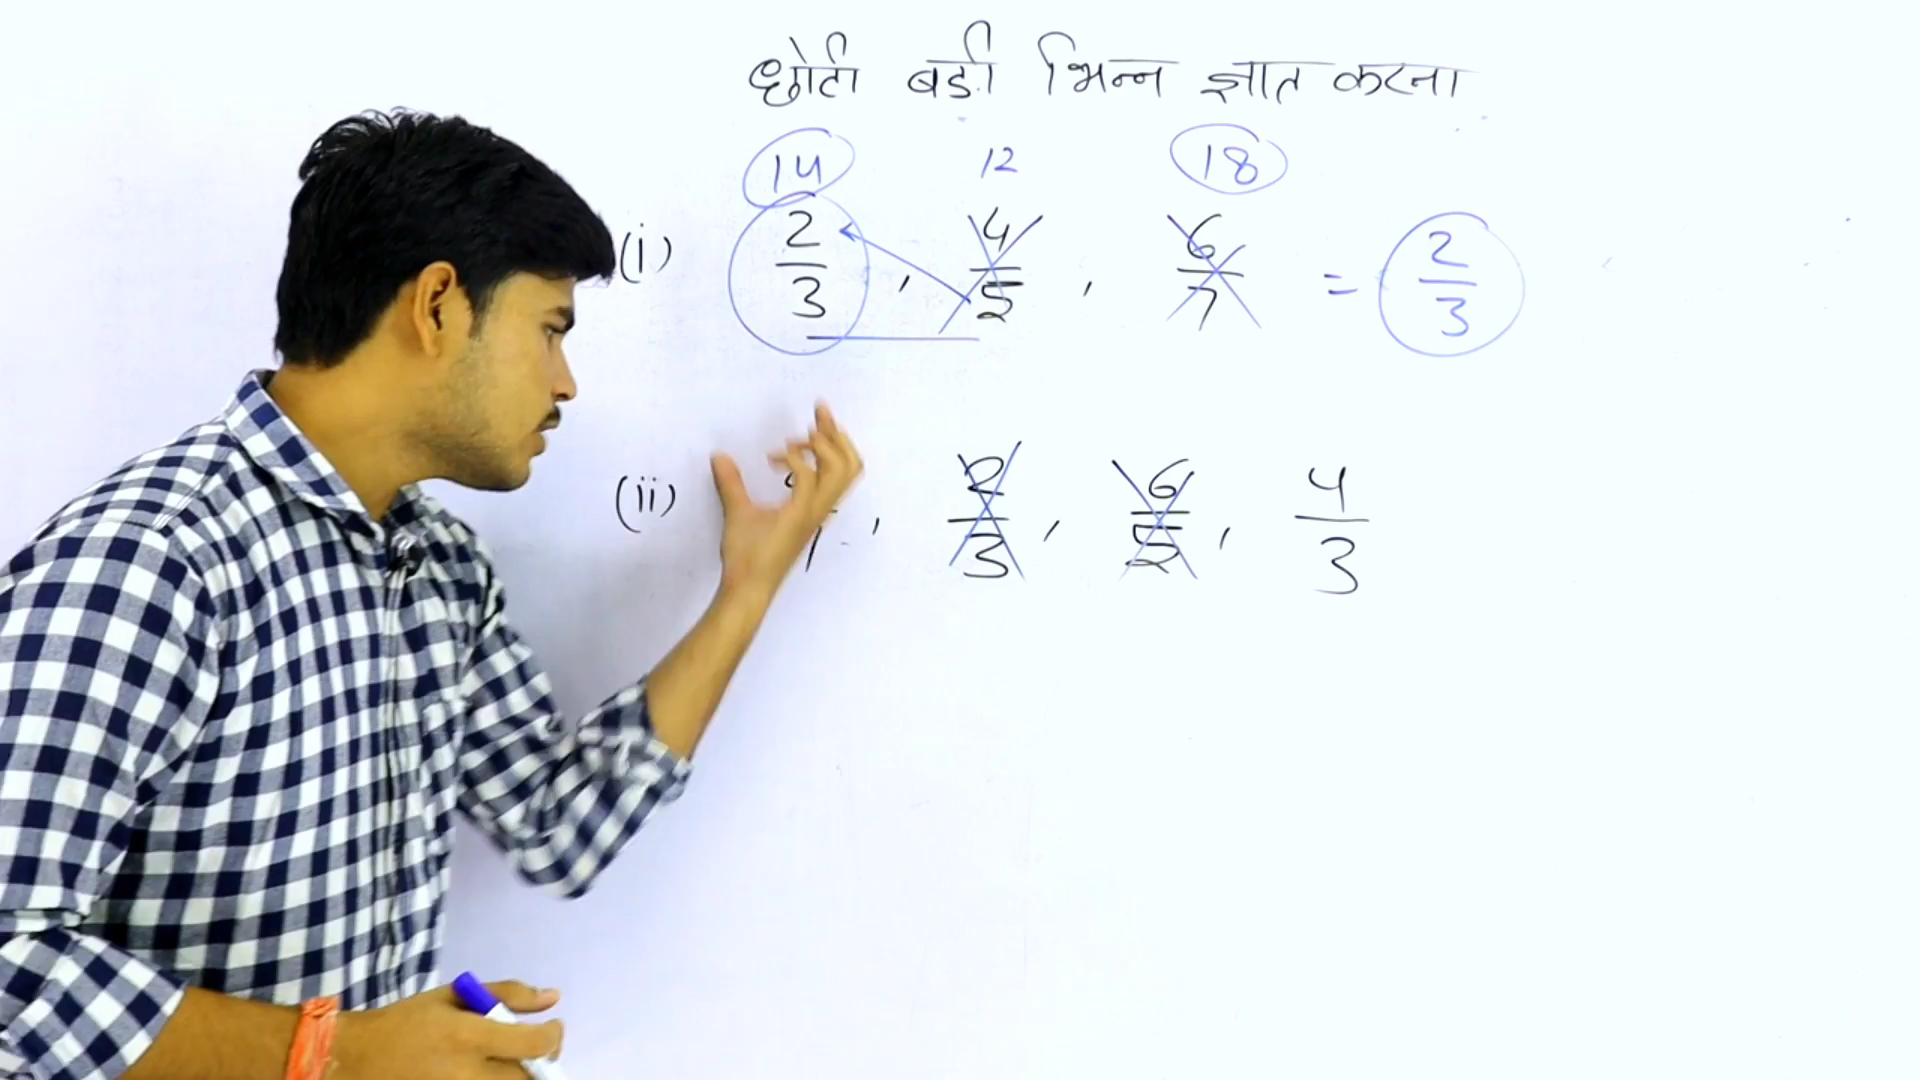 छोटी बड़ी भिन्न ज्ञात करना
14 12 18
(i) 2/3 , 4/5 , 6/7 = 2/3
(ii) , 2/3 , 6/5 , 4/3